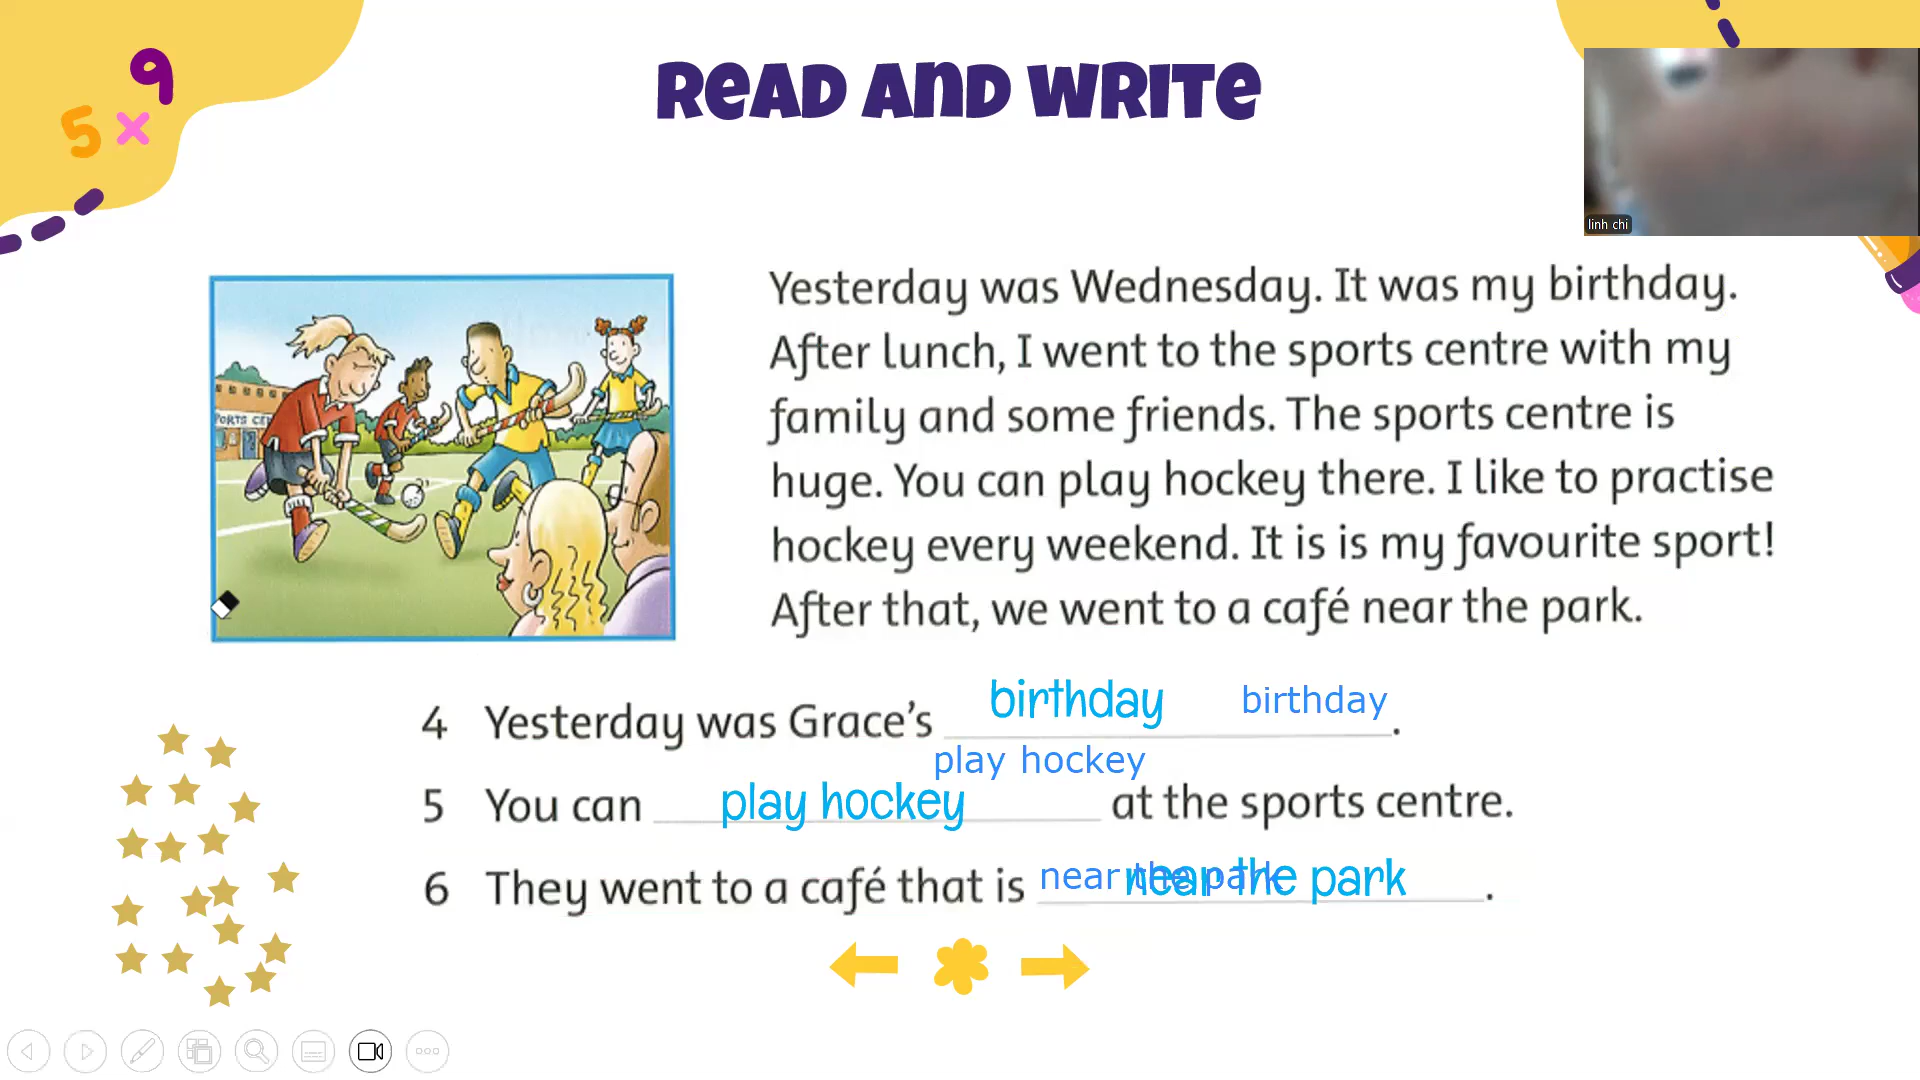 5 x 9
READ AND WRITE
linh chi
PORTS CE
Yesterday was Wednesday. It was my birthday.
After lunch, I went to the sports centre with my
family and some friends. The sports centre is
huge. You can play hockey there. I like to practise
hockey every weekend. It is is my favourite sport!
After that, we went to a café near the park.
4 Yesterday was Grace's birthday birthday.
play hockey
5 You can play hockey at the sports centre.
6 They went to a café that is near the park near the park.